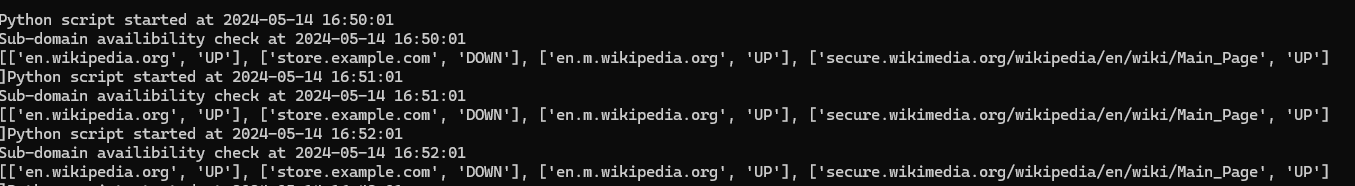 Python script started at 2024-05-14 16:50:01
Sub-domain availibility check at 2024-05-14 16:50:01
[['en.wikipedia.org', 'UP'], ['store.example.com', 'DOWN'], ['en.m.wikipedia.org', 'UP'], ['secure.wikimedia.org/wikipedia/en/wiki/Main_Page', 'UP']
]Python script started at 2024-05-14 16:51:01
Sub-domain availibility check at 2024-05-14 16:51:01
[['en.wikipedia.org', 'UP'], ['store.example.com', 'DOWN'], ['en.m.wikipedia.org', 'UP'], ['secure.wikimedia.org/wikipedia/en/wiki/Main_Page', 'UP']
]Python script started at 2024-05-14 16:52:01
Sub-domain availibility check at 2024-05-14 16:52:01
[['en.wikipedia.org', 'UP'], ['store.example.com', 'DOWN'], ['en.m.wikipedia.org', 'UP'], ['secure.wikimedia.org/wikipedia/en/wiki/Main_Page', 'UP']